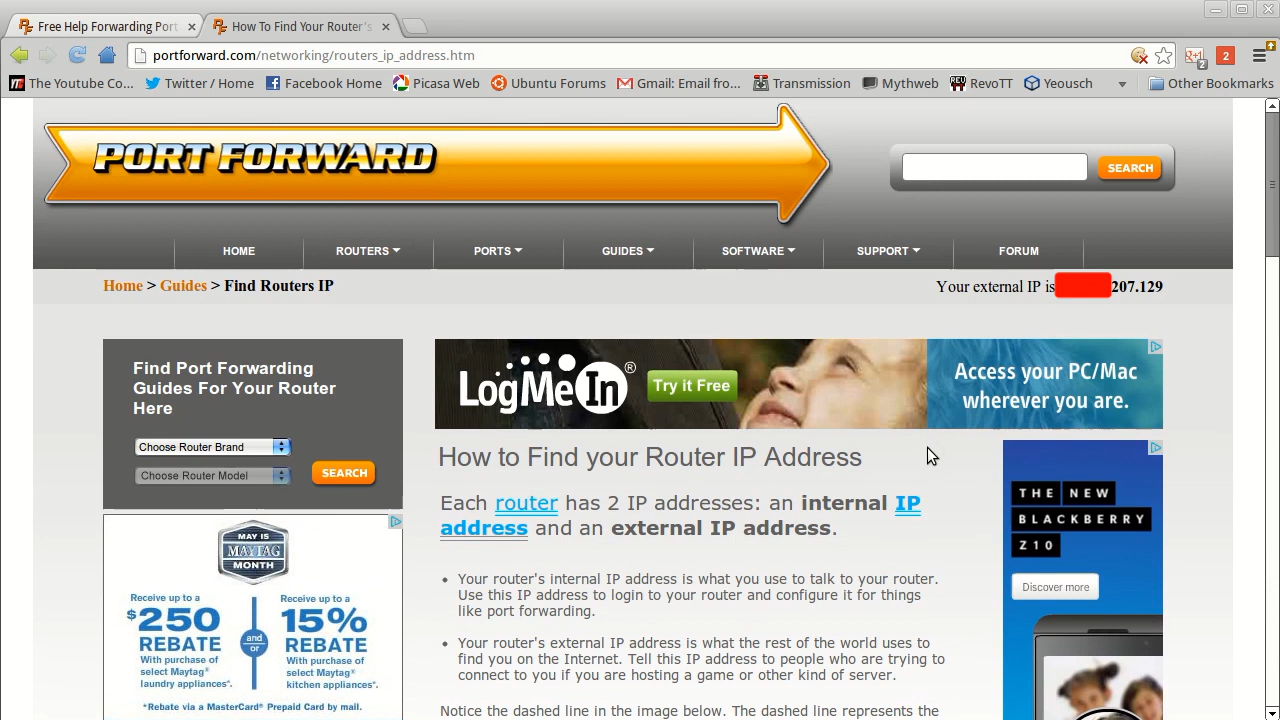 Free Help Forwarding Port
How To Find Your Router's
portforward.com/networking/routers_ip_address.htm
2
2
The Youtube Co...
Twitter / Home
Facebook Home
Picasa Web
Ubuntu Forums
Gmail: Email fro...
Transmission
Mythweb
RevoTT
Yeousch
Other Bookmarks
PORT FORWARD
SEARCH
HOME
ROUTERS
PORTS
GUIDES
SOFTWARE
SUPPORT
FORUM
Home > Guides > Find Routers IP
Your external IP is 207.129
Find Port Forwarding
Guides For Your Router
Here
Choose Router Brand
Choose Router Model
SEARCH
LogMeIn®
Try it Free
Access your PC/Mac
wherever you are.
How to Find your Router IP Address
Each router has 2 IP addresses: an internal IP
address and an external IP address.
• Your router's internal IP address is what you use to talk to your router.
Use this IP address to login to your router and configure it for things
like port forwarding.
• Your router's external IP address is what the rest of the world uses to
find you on the Internet. Tell this IP address to people who are trying to
connect to you if you are hosting a game or other kind of server.
Notice the dashed line in the image below. The dashed line represents the
MAY IS
MAYTAG
MONTH
Receive up to a
$250
REBATE
With purchase of
select Maytag®
laundry appliances*.
and
/or
Receive up to a
15%
REBATE
With purchase of
select Maytag®
kitchen appliances*.
*Rebate via a MasterCard® Prepaid Card by mail.
THE NEW
BLACKBERRY
Z10
Discover more